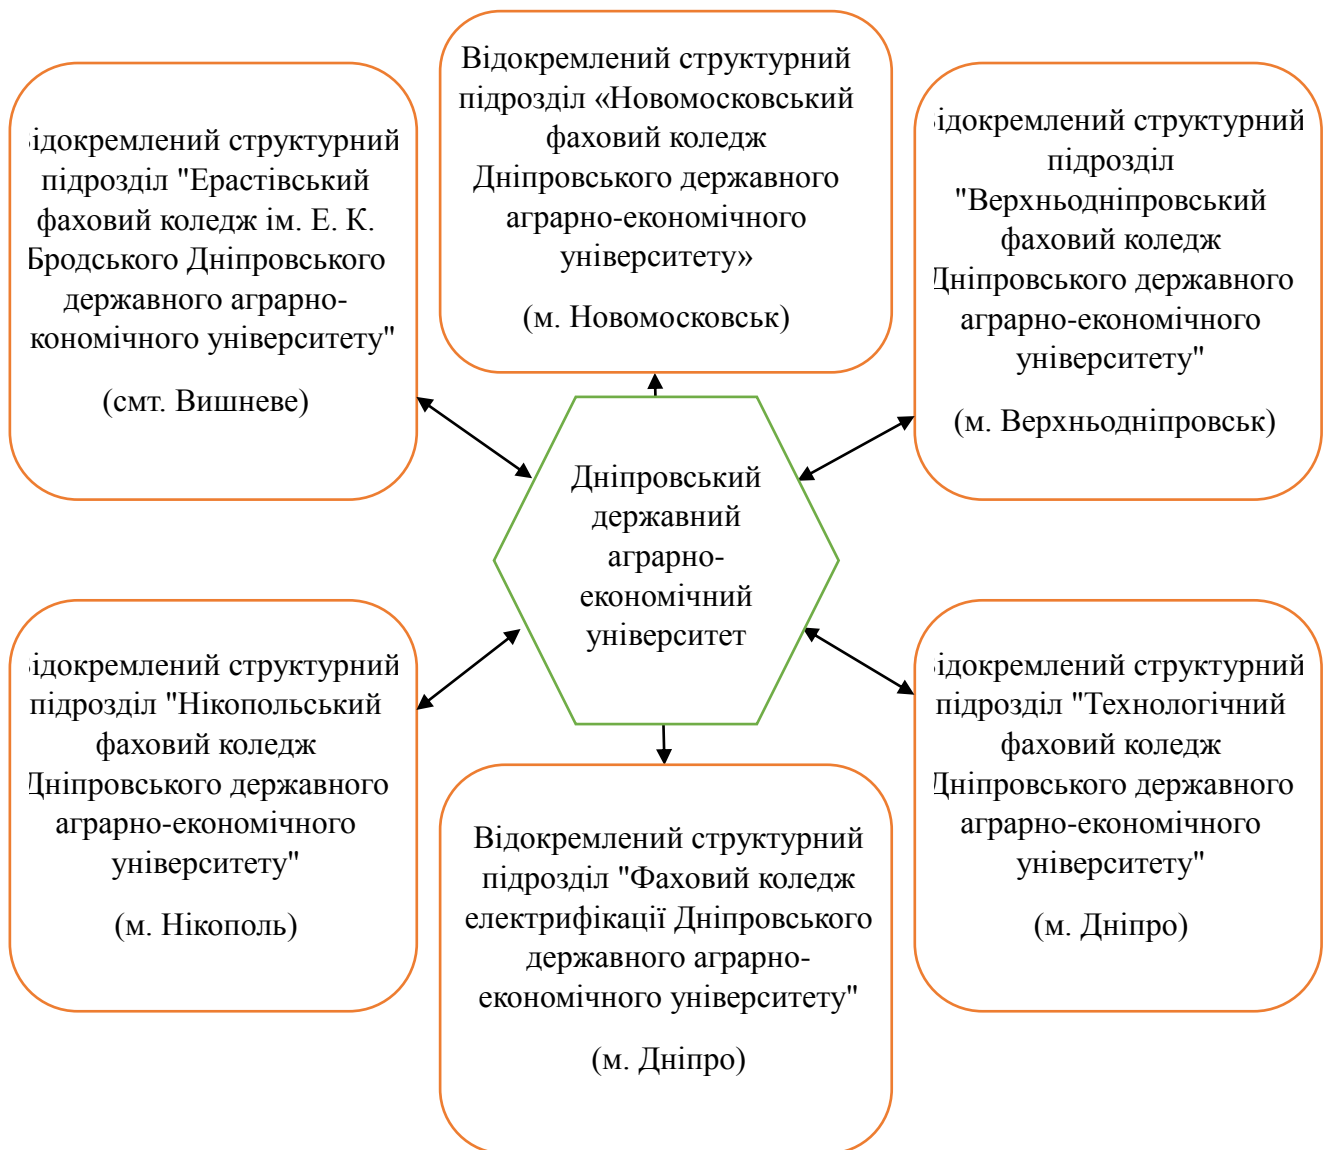 Відокремлений структурний
підрозділ «Новомосковський
фаховий коледж
Дніпровського державного
аграрно-економічного
університету»
(м. Новомосковськ)
ідокремлений структурний
підрозділ "Ерастівський
фаховий коледж ім. Е. К.
Бродського Дніпровського
державного аграрно-
кономічного університету"
(смт. Вишневе)
ідокремлений структурний
підрозділ
"Верхньодніпровський
фаховий коледж
Дніпровського державного
аграрно-економічного
університету"
(м. Верхньодніпровськ)
Дніпровський
державний
аграрно-
економічний
університет
ідокремлений структурний
підрозділ "Нікопольський
фаховий коледж
Дніпровського державного
аграрно-економічного
університету"
(м. Нікополь)
ідокремлений структурний
підрозділ "Технологічний
фаховий коледж
Дніпровського державного
аграрно-економічного
університету"
(м. Дніпро)
Відокремлений структурний
підрозділ "Фаховий коледж
електрифікації Дніпровського
державного аграрно-
економічного університету"
(м. Дніпро)